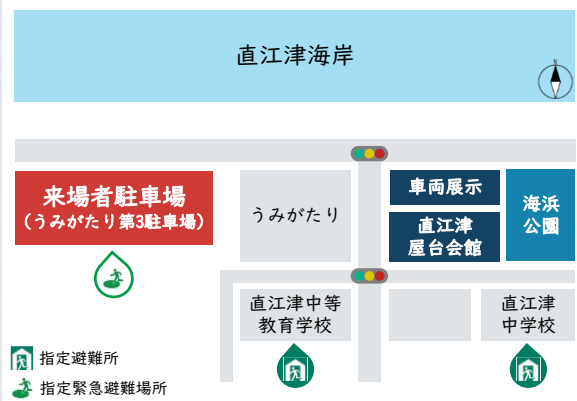 直江津海岸
来場者駐車場
（うみがたり第3駐車場）
うみがたり
車両展示
直江津
屋台会館
海浜
公園
直江津中等
教育学校
直江津
中学校
指定避難所
指定緊急避難場所